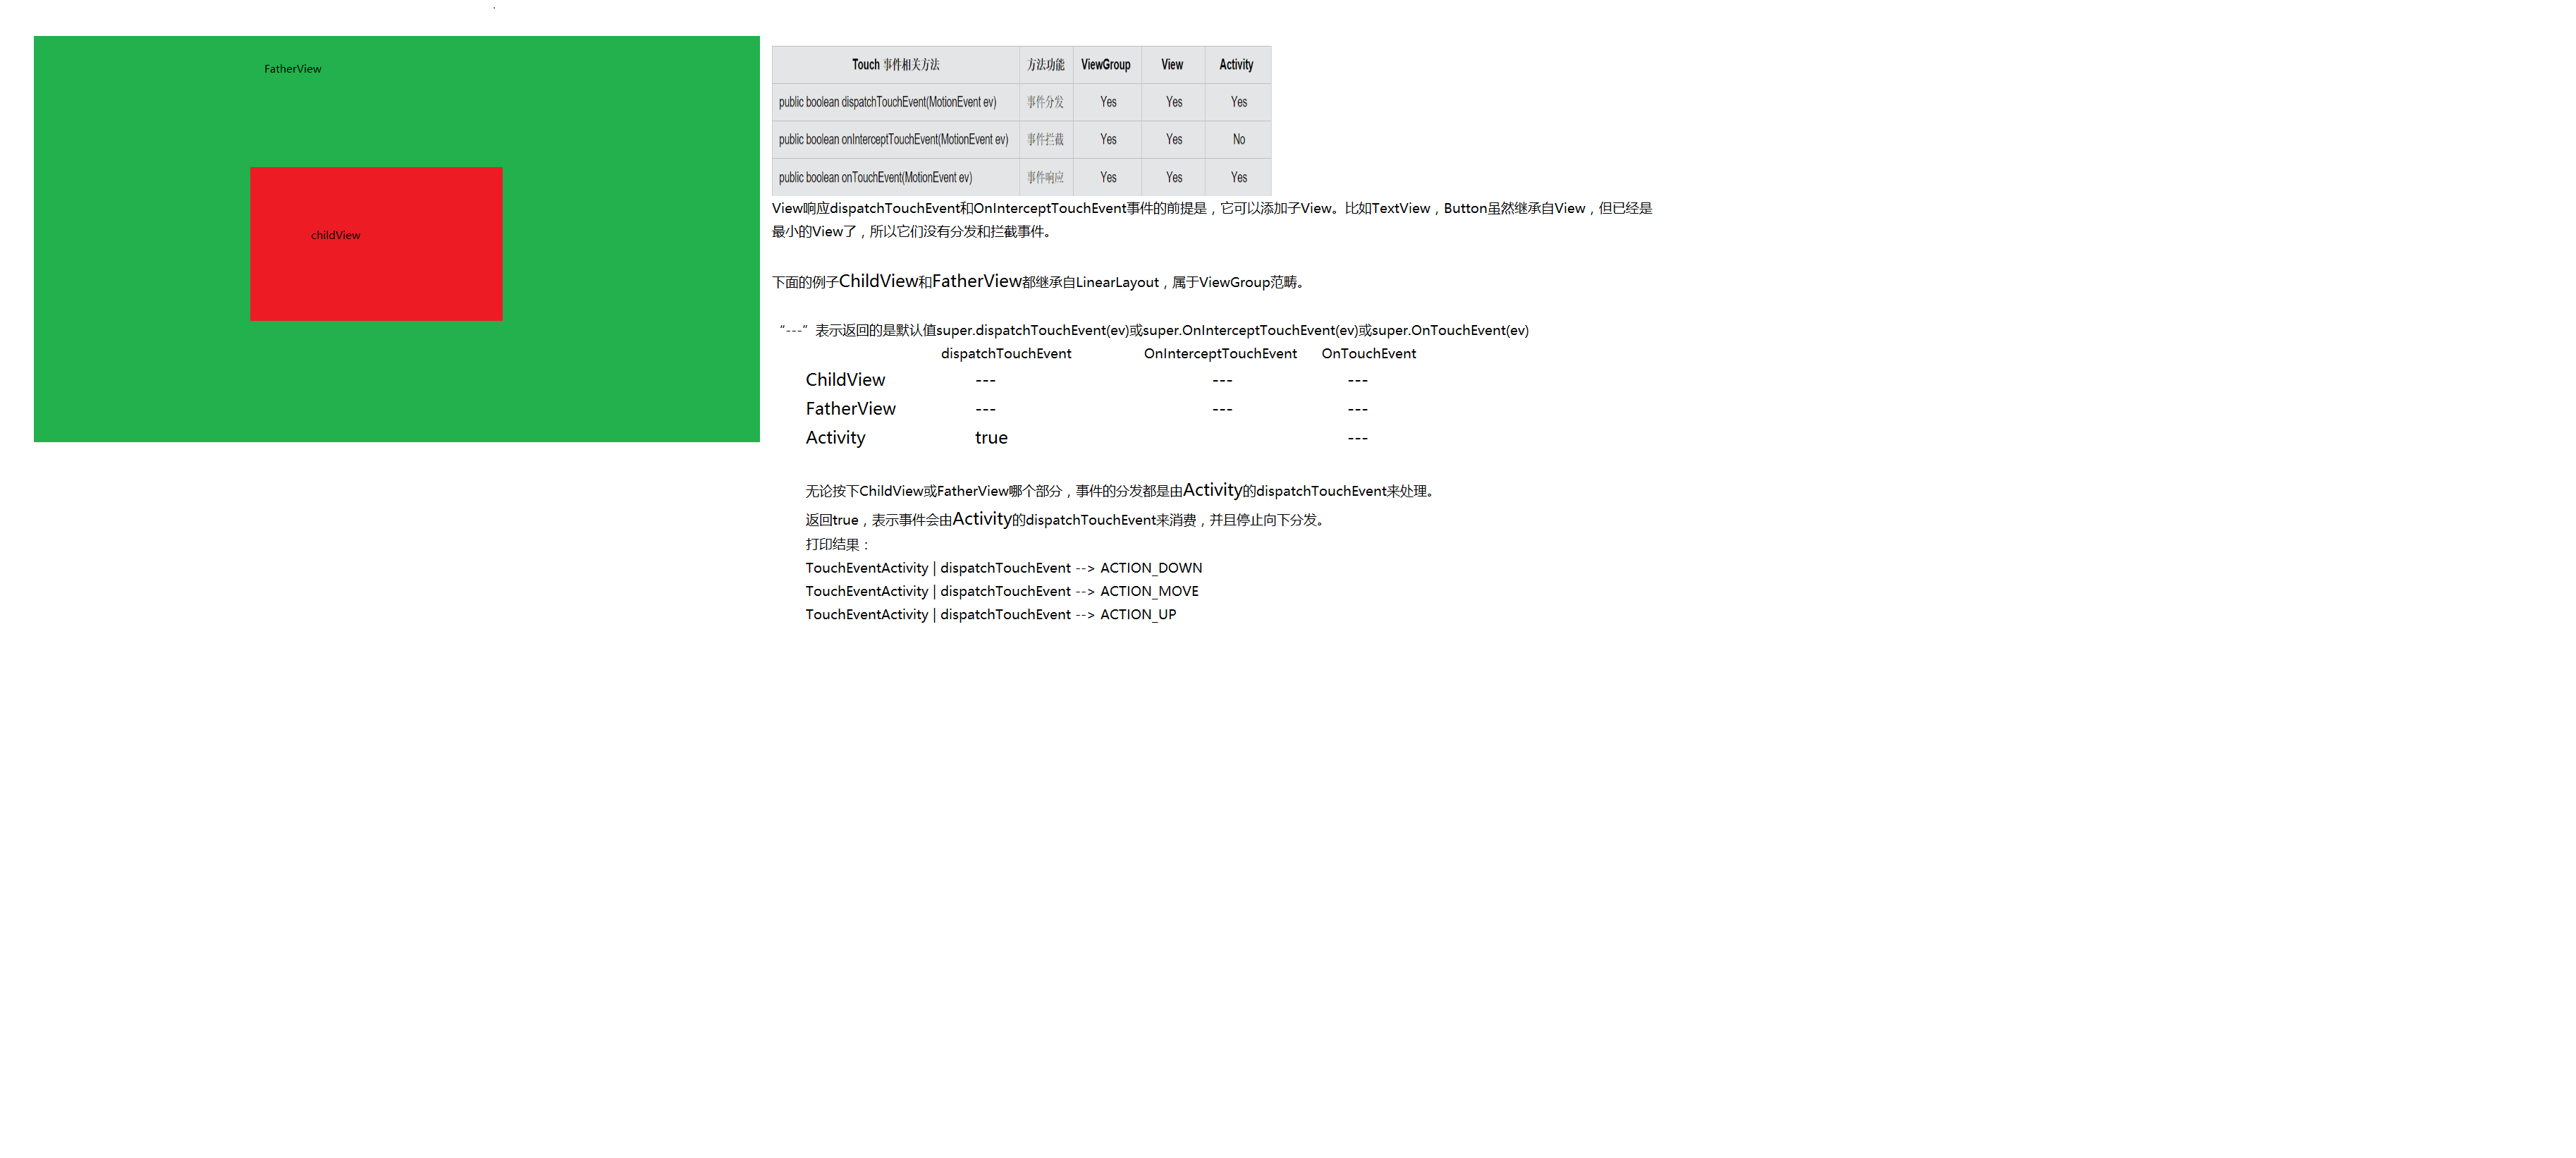 FatherView
childView
Touch 事件相关方法 方法功能 ViewGroup View Activity
public boolean dispatchTouchEvent(MotionEvent ev) 事件分发 Yes Yes Yes
public boolean onInterceptTouchEvent(MotionEvent ev) 事件拦截 Yes Yes No
public boolean onTouchEvent(MotionEvent ev) 事件响应 Yes Yes Yes
View响应dispatchTouchEvent和OnInterceptTouchEvent事件的前提是，它可以添加子View。比如TextView，Button虽然继承自View，但已经是
最小的View了，所以它们没有分发和拦截事件。
下面的例子ChildView和FatherView都继承自LinearLayout，属于ViewGroup范畴。
“---”表示返回的是默认值super.dispatchTouchEvent(ev)或super.OnInterceptTouchEvent(ev)或super.OnTouchEvent(ev)
dispatchTouchEvent OnInterceptTouchEvent OnTouchEvent
ChildView --- --- ---
FatherView --- --- ---
Activity true ---
无论按下ChildView或FatherView哪个部分，事件的分发都是由Activity的dispatchTouchEvent来处理。
返回true，表示事件会由Activity的dispatchTouchEvent来消费，并且停止向下分发。
打印结果：
TouchEventActivity | dispatchTouchEvent --> ACTION_DOWN
TouchEventActivity | dispatchTouchEvent --> ACTION_MOVE
TouchEventActivity | dispatchTouchEvent --> ACTION_UP